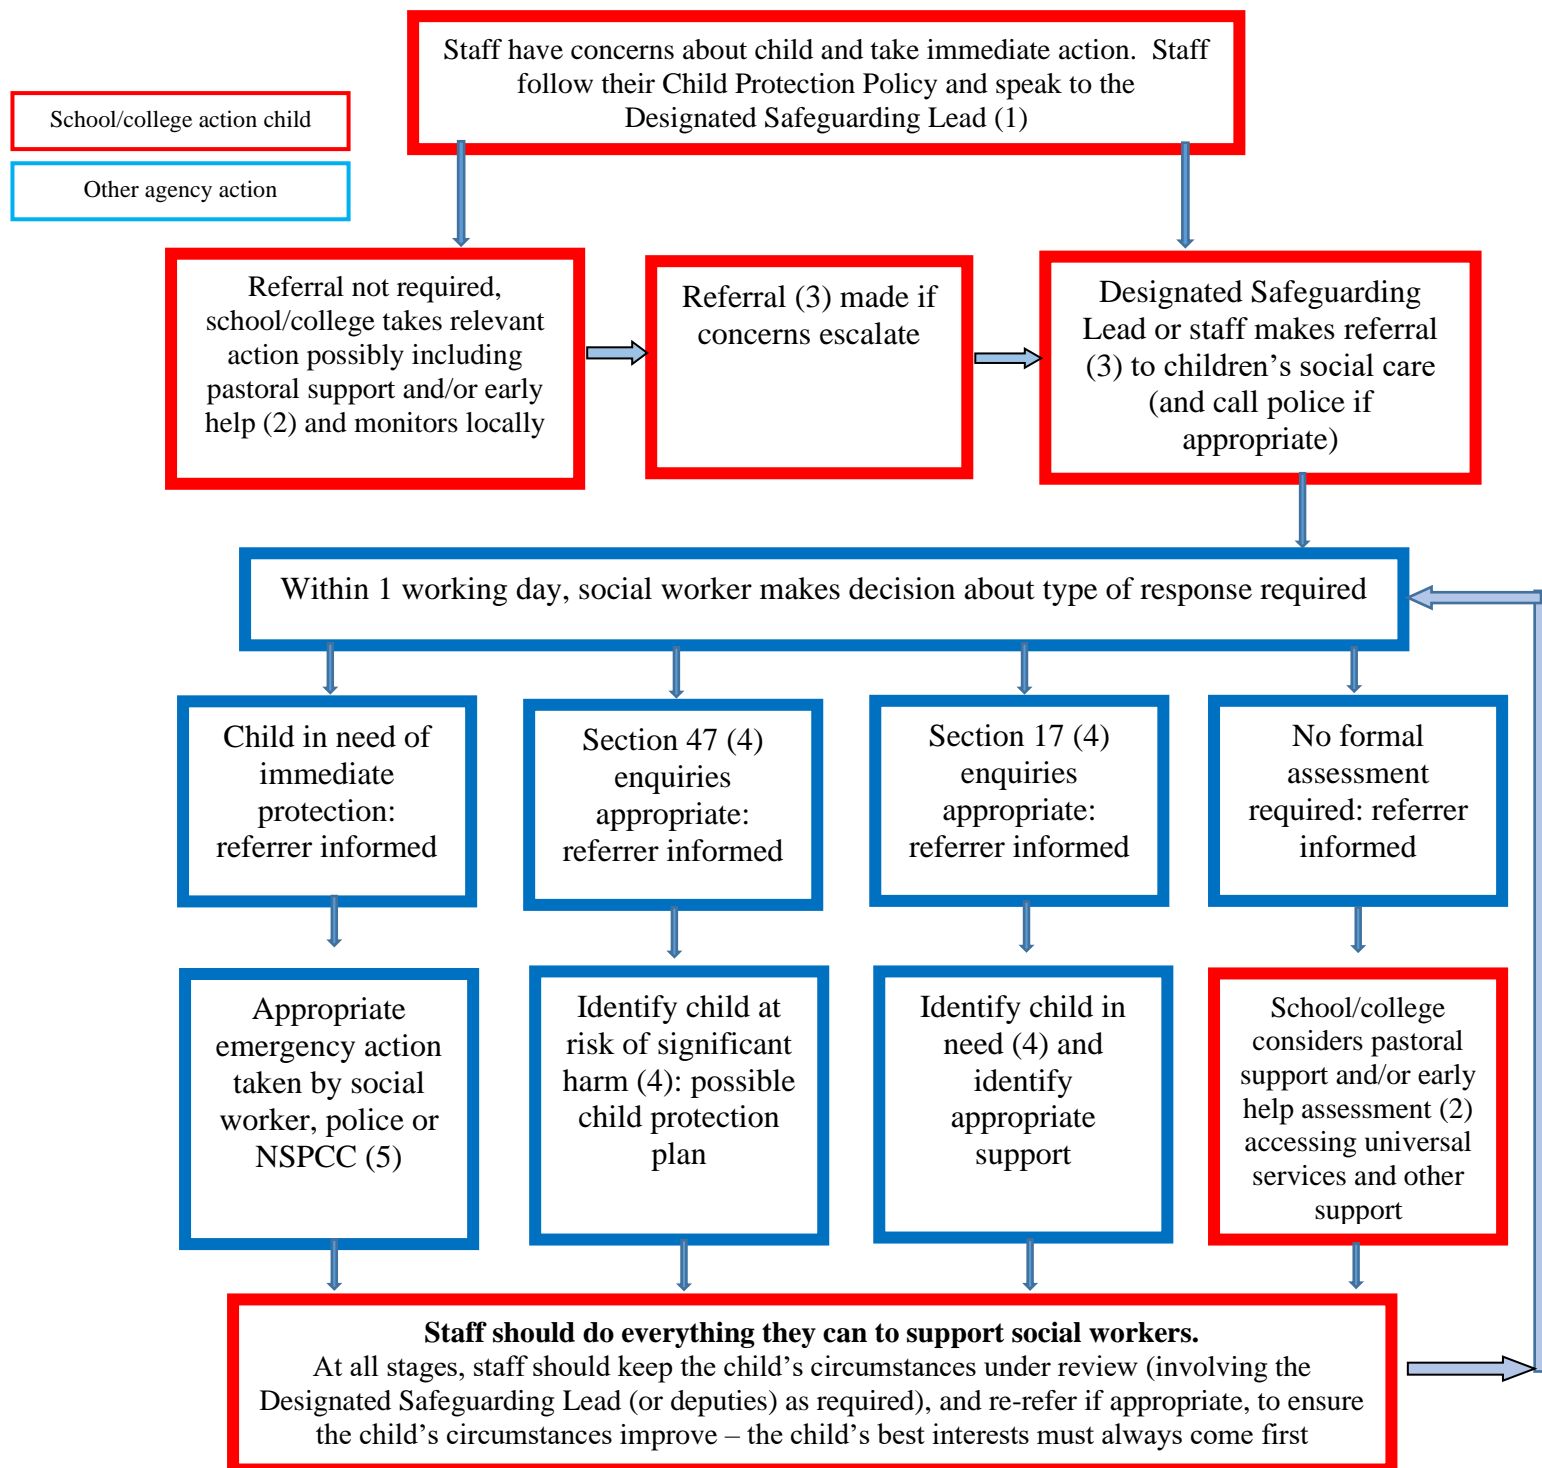 Staff have concerns about child and take immediate action.  Staff
follow their Child Protection Policy and speak to the
Designated Safeguarding Lead (1)
School/college action child
Other agency action
Referral not required,
school/college takes relevant
action possibly including
pastoral support and/or early
help (2) and monitors locally
Referral (3) made if
concerns escalate
Designated Safeguarding
Lead or staff makes referral
(3) to children’s social care
(and call police if
appropriate)
Within 1 working day, social worker makes decision about type of response required
Child in need of
immediate
protection:
referrer informed
Section 47 (4)
enquiries
appropriate:
referrer informed
Section 17 (4)
enquiries
appropriate:
referrer informed
No formal
assessment
required: referrer
informed
Appropriate
emergency action
taken by social
worker, police or
NSPCC (5)
Identify child at
risk of significant
harm (4): possible
child protection
plan
Identify child in
need (4) and
identify
appropriate
support
School/college
considers pastoral
support and/or early
help assessment (2)
accessing universal
services and other
support
Staff should do everything they can to support social workers.
At all stages, staff should keep the child’s circumstances under review (involving the
Designated Safeguarding Lead (or deputies) as required), and re-refer if appropriate, to ensure
the child’s circumstances improve – the child’s best interests must always come first